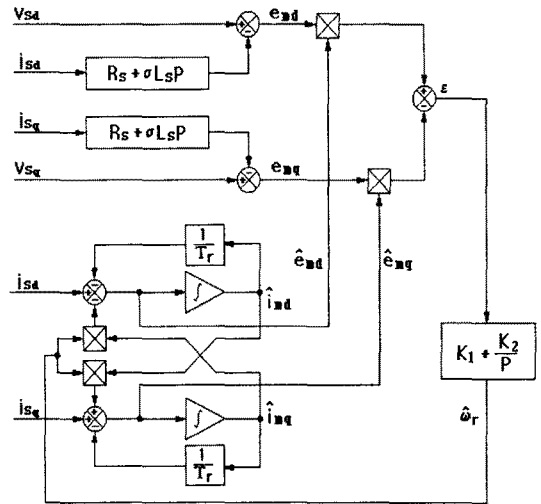 Vsd
isd
Rs + σLsP
emd
isq
Rs + σLsP
Vsq
emq
ε
1
Tr
êmd
êmq
isd
∫
îmd
K1 + K2
P
ω̂r
isq
∫
îmq
1
Tr